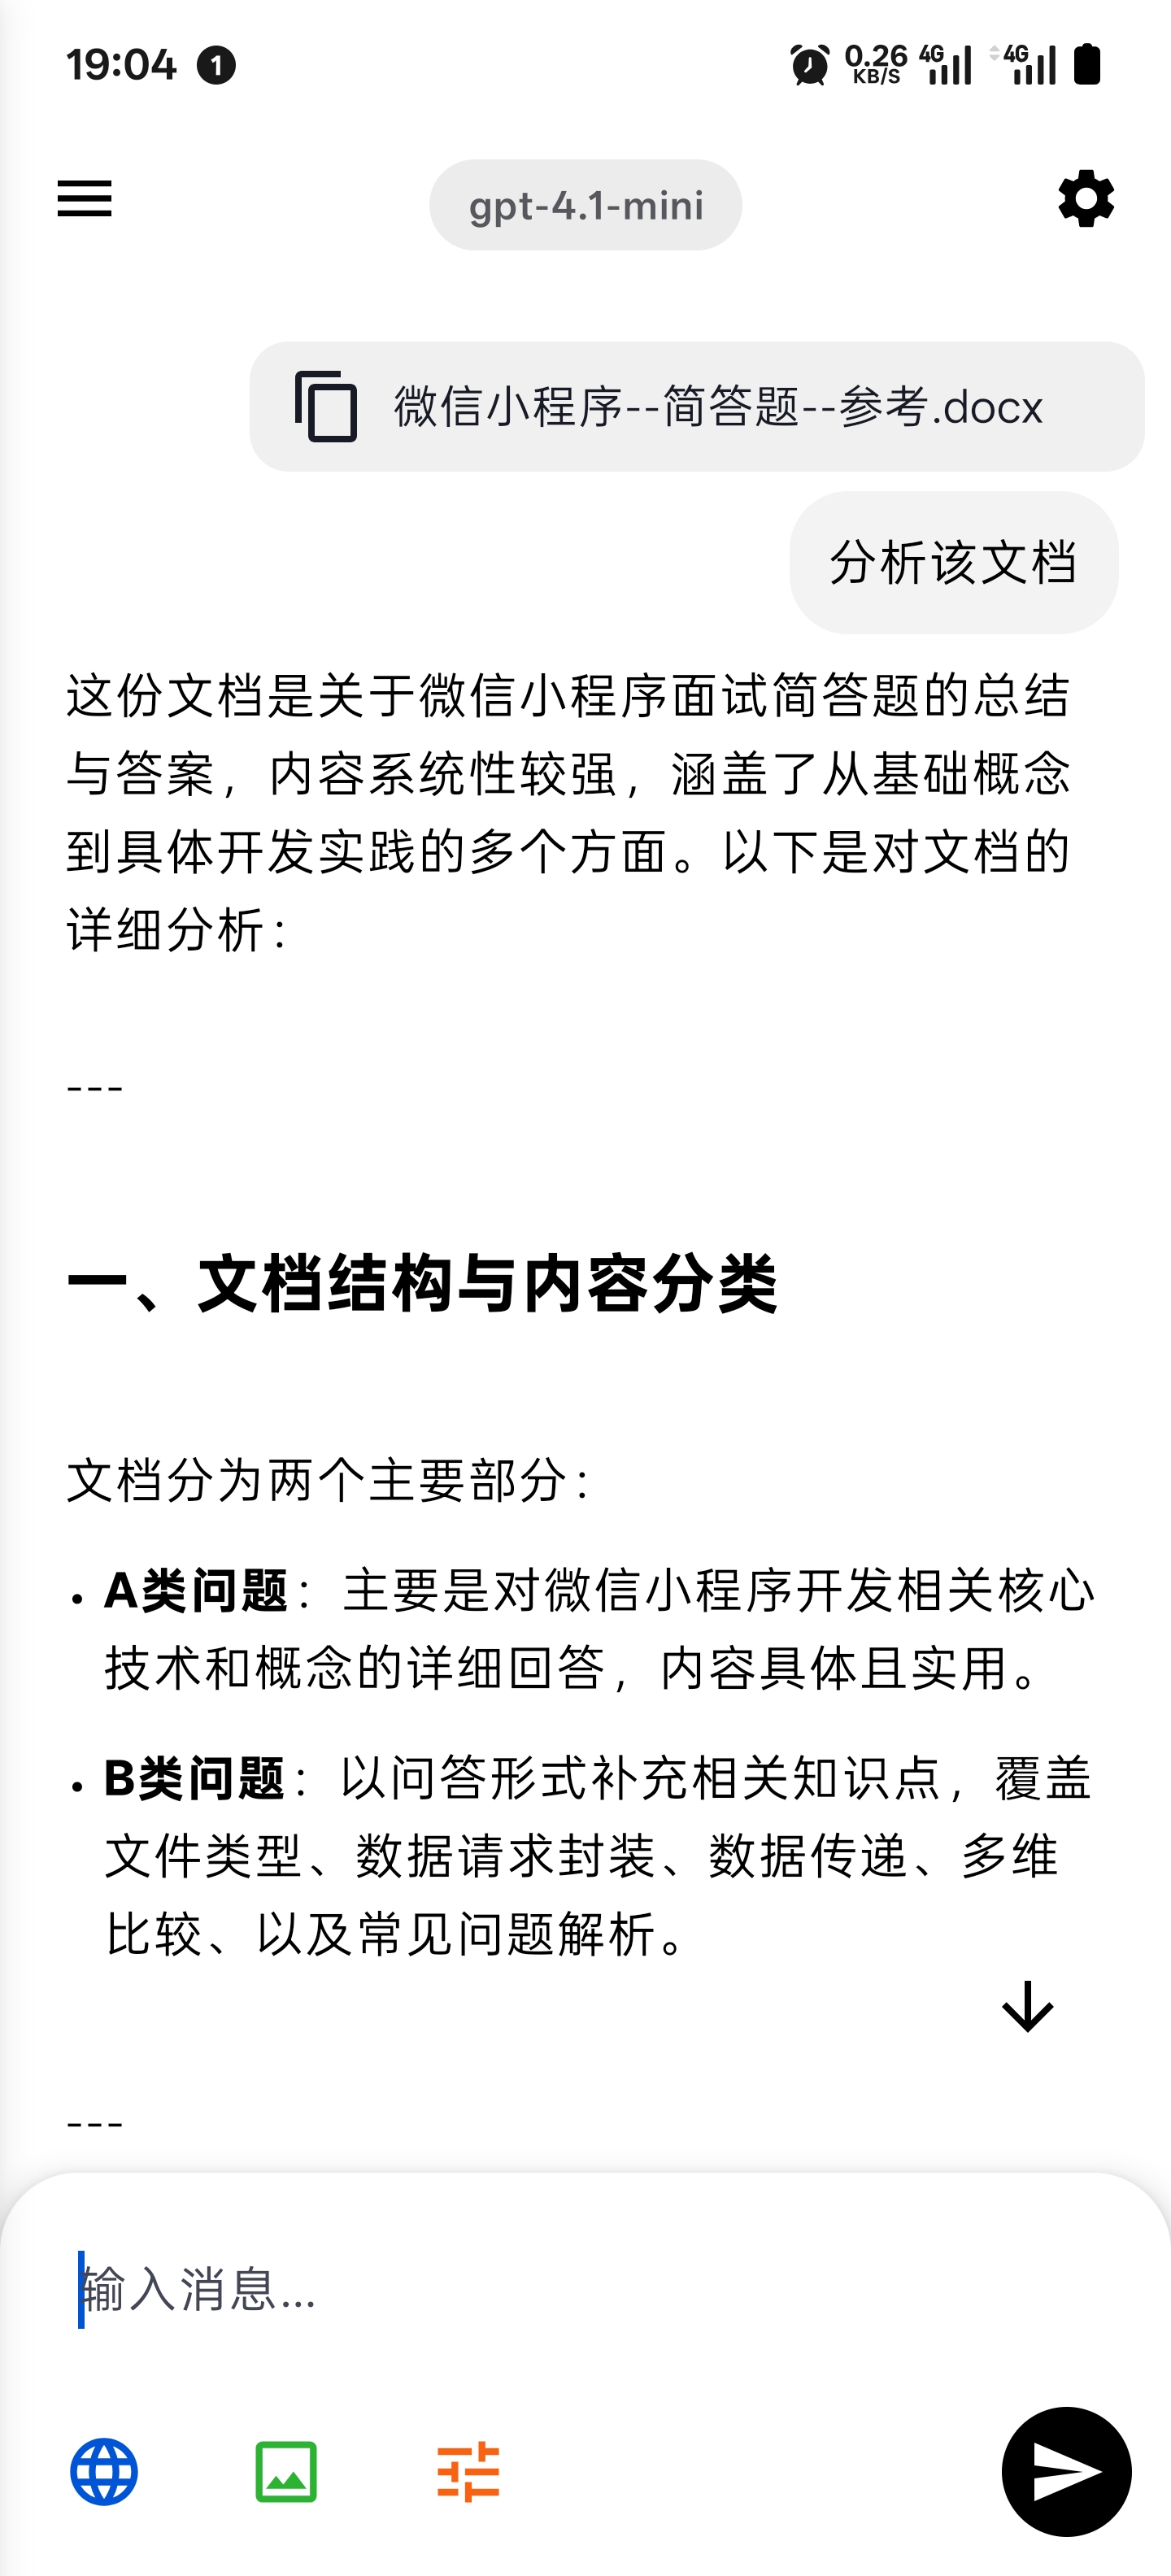 19:04 1 0.26 KB/S 4G 4G
gpt-4.1-mini
微信小程序--简答题--参考.docx
分析该文档
这份文档是关于微信小程序面试简答题的总结
与答案，内容系统性较强，涵盖了从基础概念
到具体开发实践的多个方面。以下是对文档的
详细分析：
---
一、文档结构与内容分类
文档分为两个主要部分：
• A类问题：主要是对微信小程序开发相关核心
技术和概念的详细回答，内容具体且实用。
• B类问题：以问答形式补充相关知识点，覆盖
文件类型、数据请求封装、数据传递、多维
比较、以及常见问题解析。
---
输入消息...